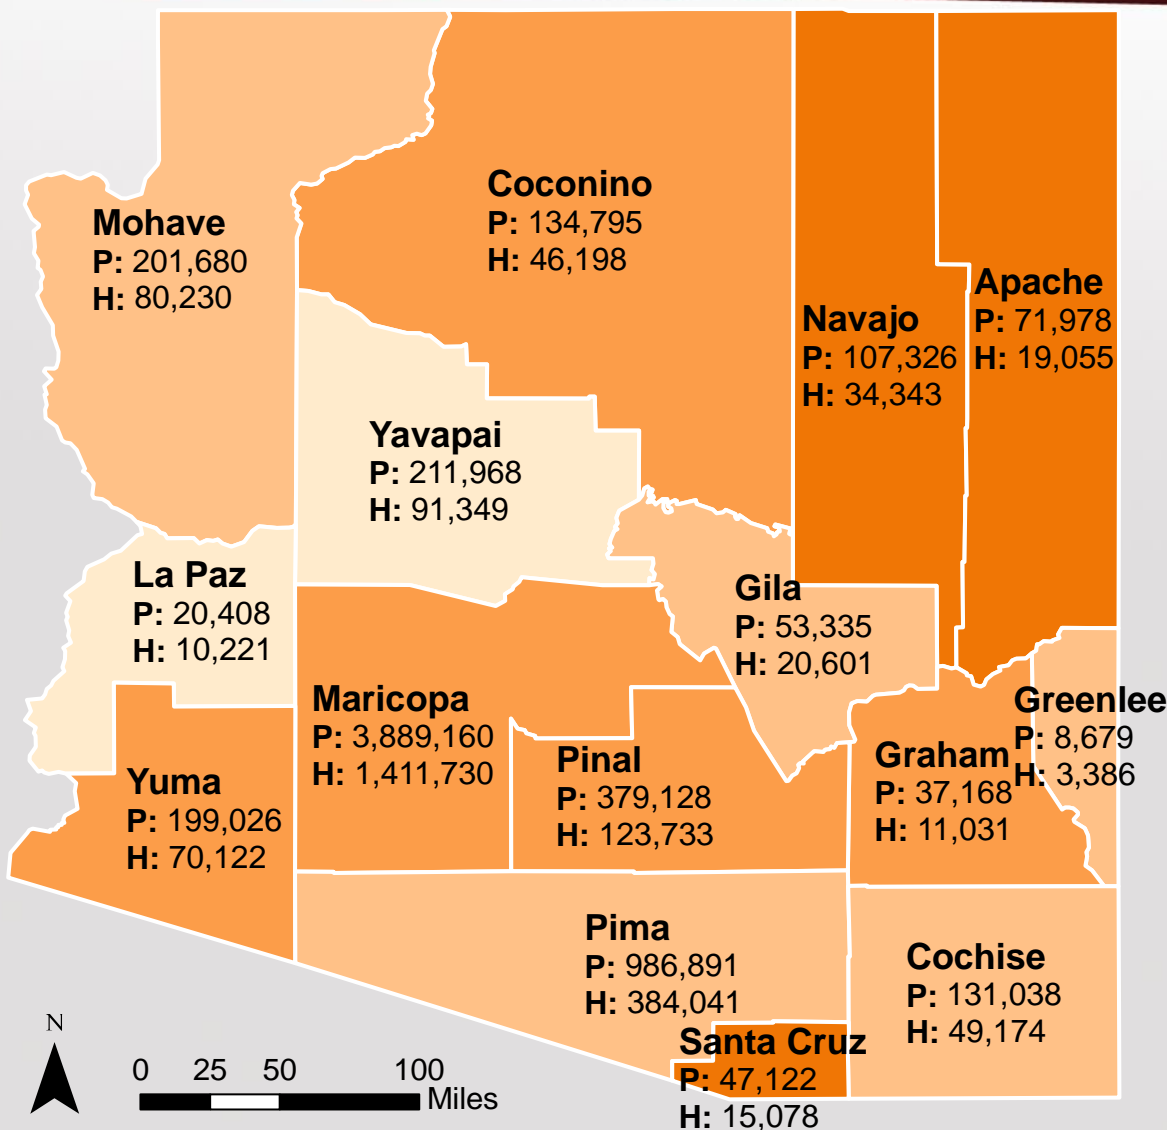 Coconino
P: 134,795
H: 46,198
Mohave
P: 201,680
H: 80,230
Apache
P: 71,978
H: 19,055
Navajo
P: 107,326
H: 34,343
Yavapai
P: 211,968
H: 91,349
La Paz
P: 20,408
H: 10,221
Gila
P: 53,335
H: 20,601
Maricopa
P: 3,889,160
H: 1,411,730
Greenlee
P: 8,679
H: 3,386
Graham
P: 37,168
H: 11,031
Pinal
P: 379,128
H: 123,733
Yuma
P: 199,026
H: 70,122
Pima
P: 986,891
H: 384,041
Cochise
P: 131,038
H: 49,174
Santa Cruz
P: 47,122
H: 15,078
N
0 25 50 100
Miles